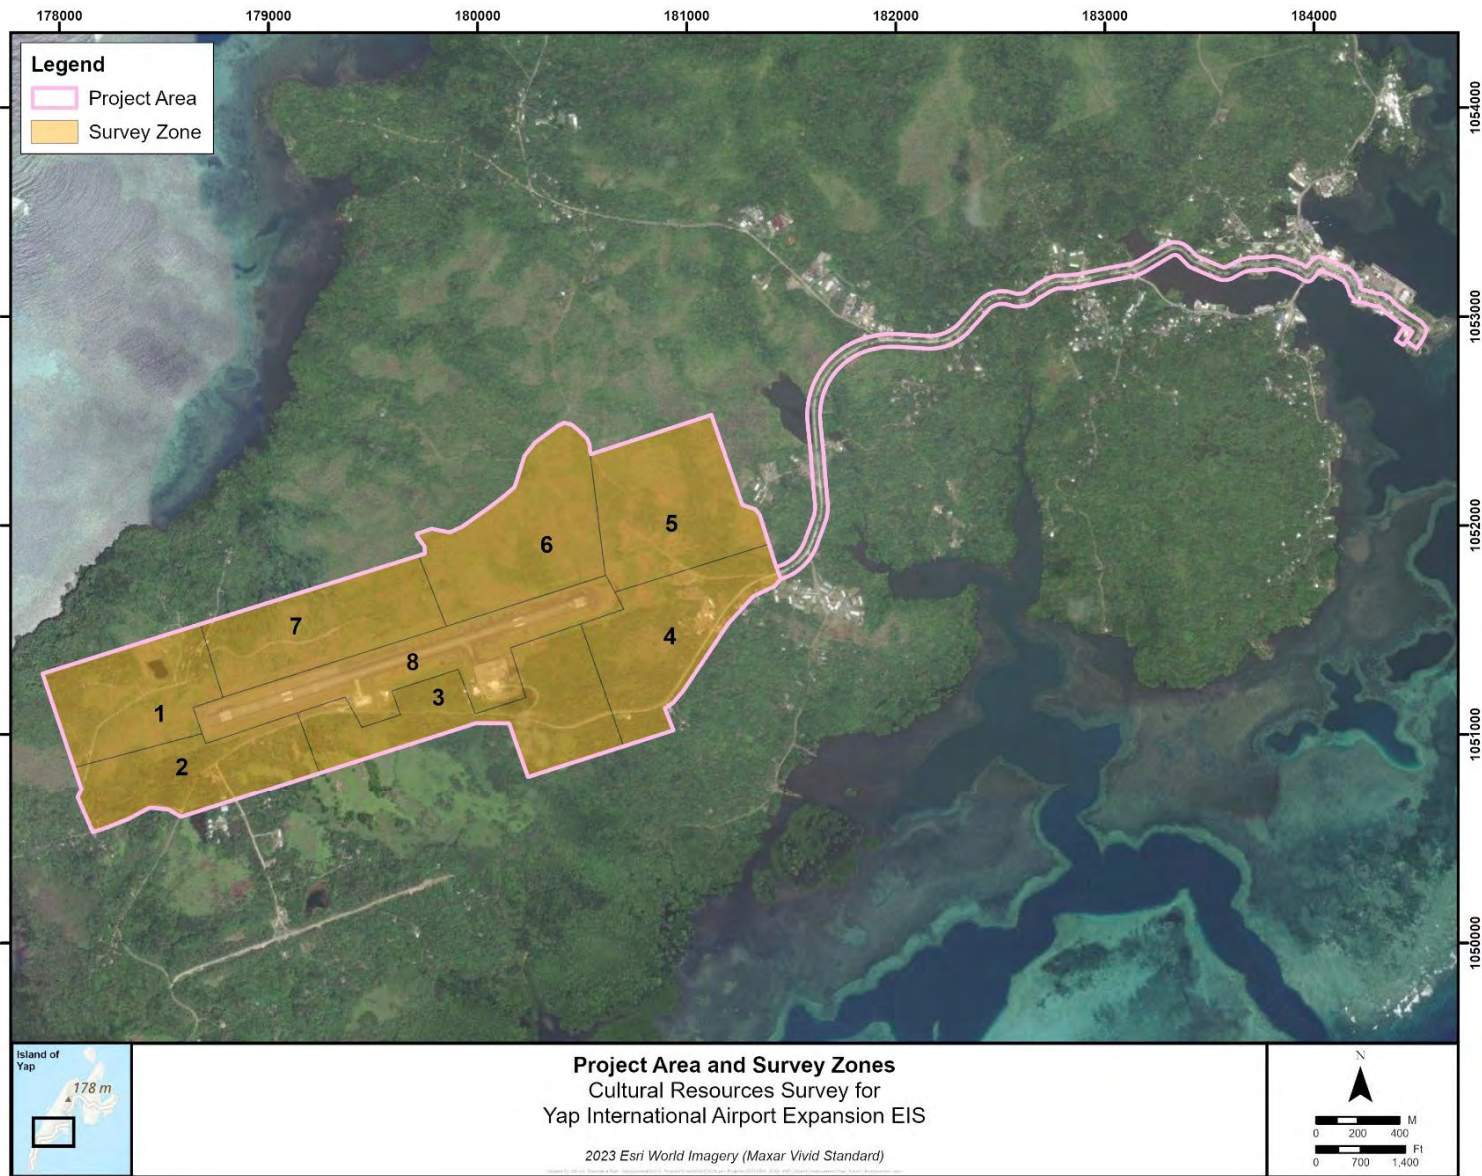 178000 179000 180000 181000 182000 183000 184000
Legend
Project Area
Survey Zone
1054000
1053000
1052000
1051000
1050000
5
6
7
4
8
3
1
2
Island of
Yap
178 m
Project Area and Survey Zones
Cultural Resources Survey for
Yap International Airport Expansion EIS
2023 Esri World Imagery (Maxar Vivid Standard)
N
M
0 200 400
Ft
0 700 1,400